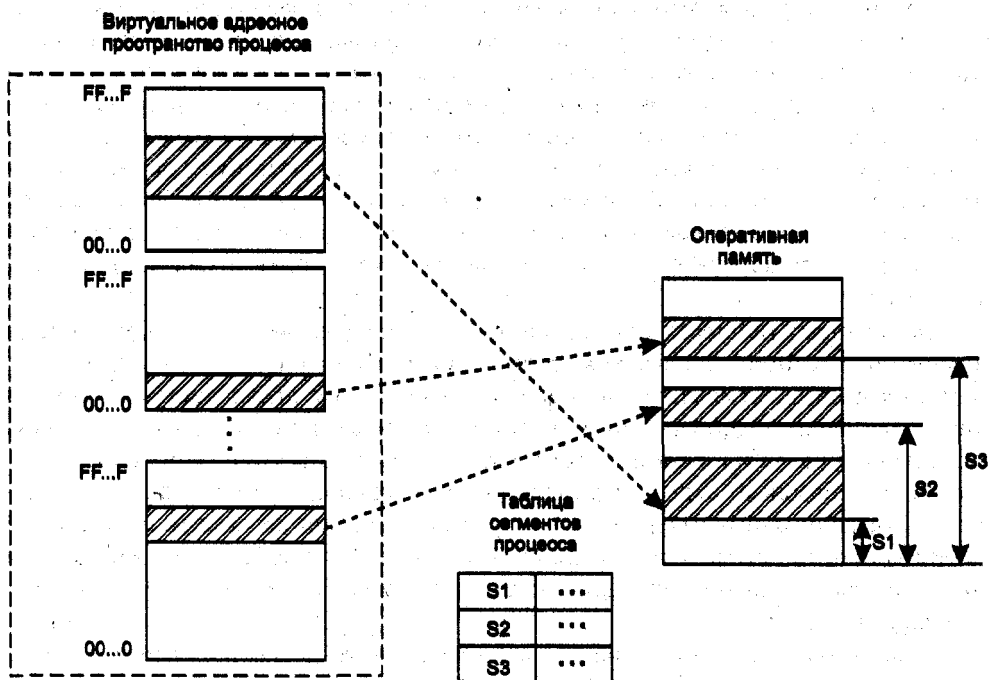 Виртуальное адресное
пространство процесса
FF...F
00...0
FF...F
00...0
FF...F
00...0
Оперативная
память
S3
S2
S1
Таблица
сегментов
процесса
S1 ...
S2 ...
S3 ...